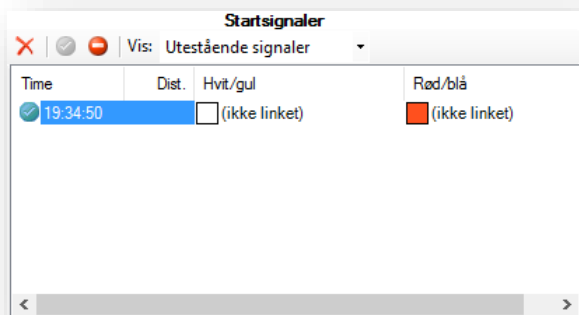 Startsignaler
Vis: Utestående signaler
Time Dist. Hvit/gul Rød/blå
19:34:50 (ikke linket) (ikke linket)